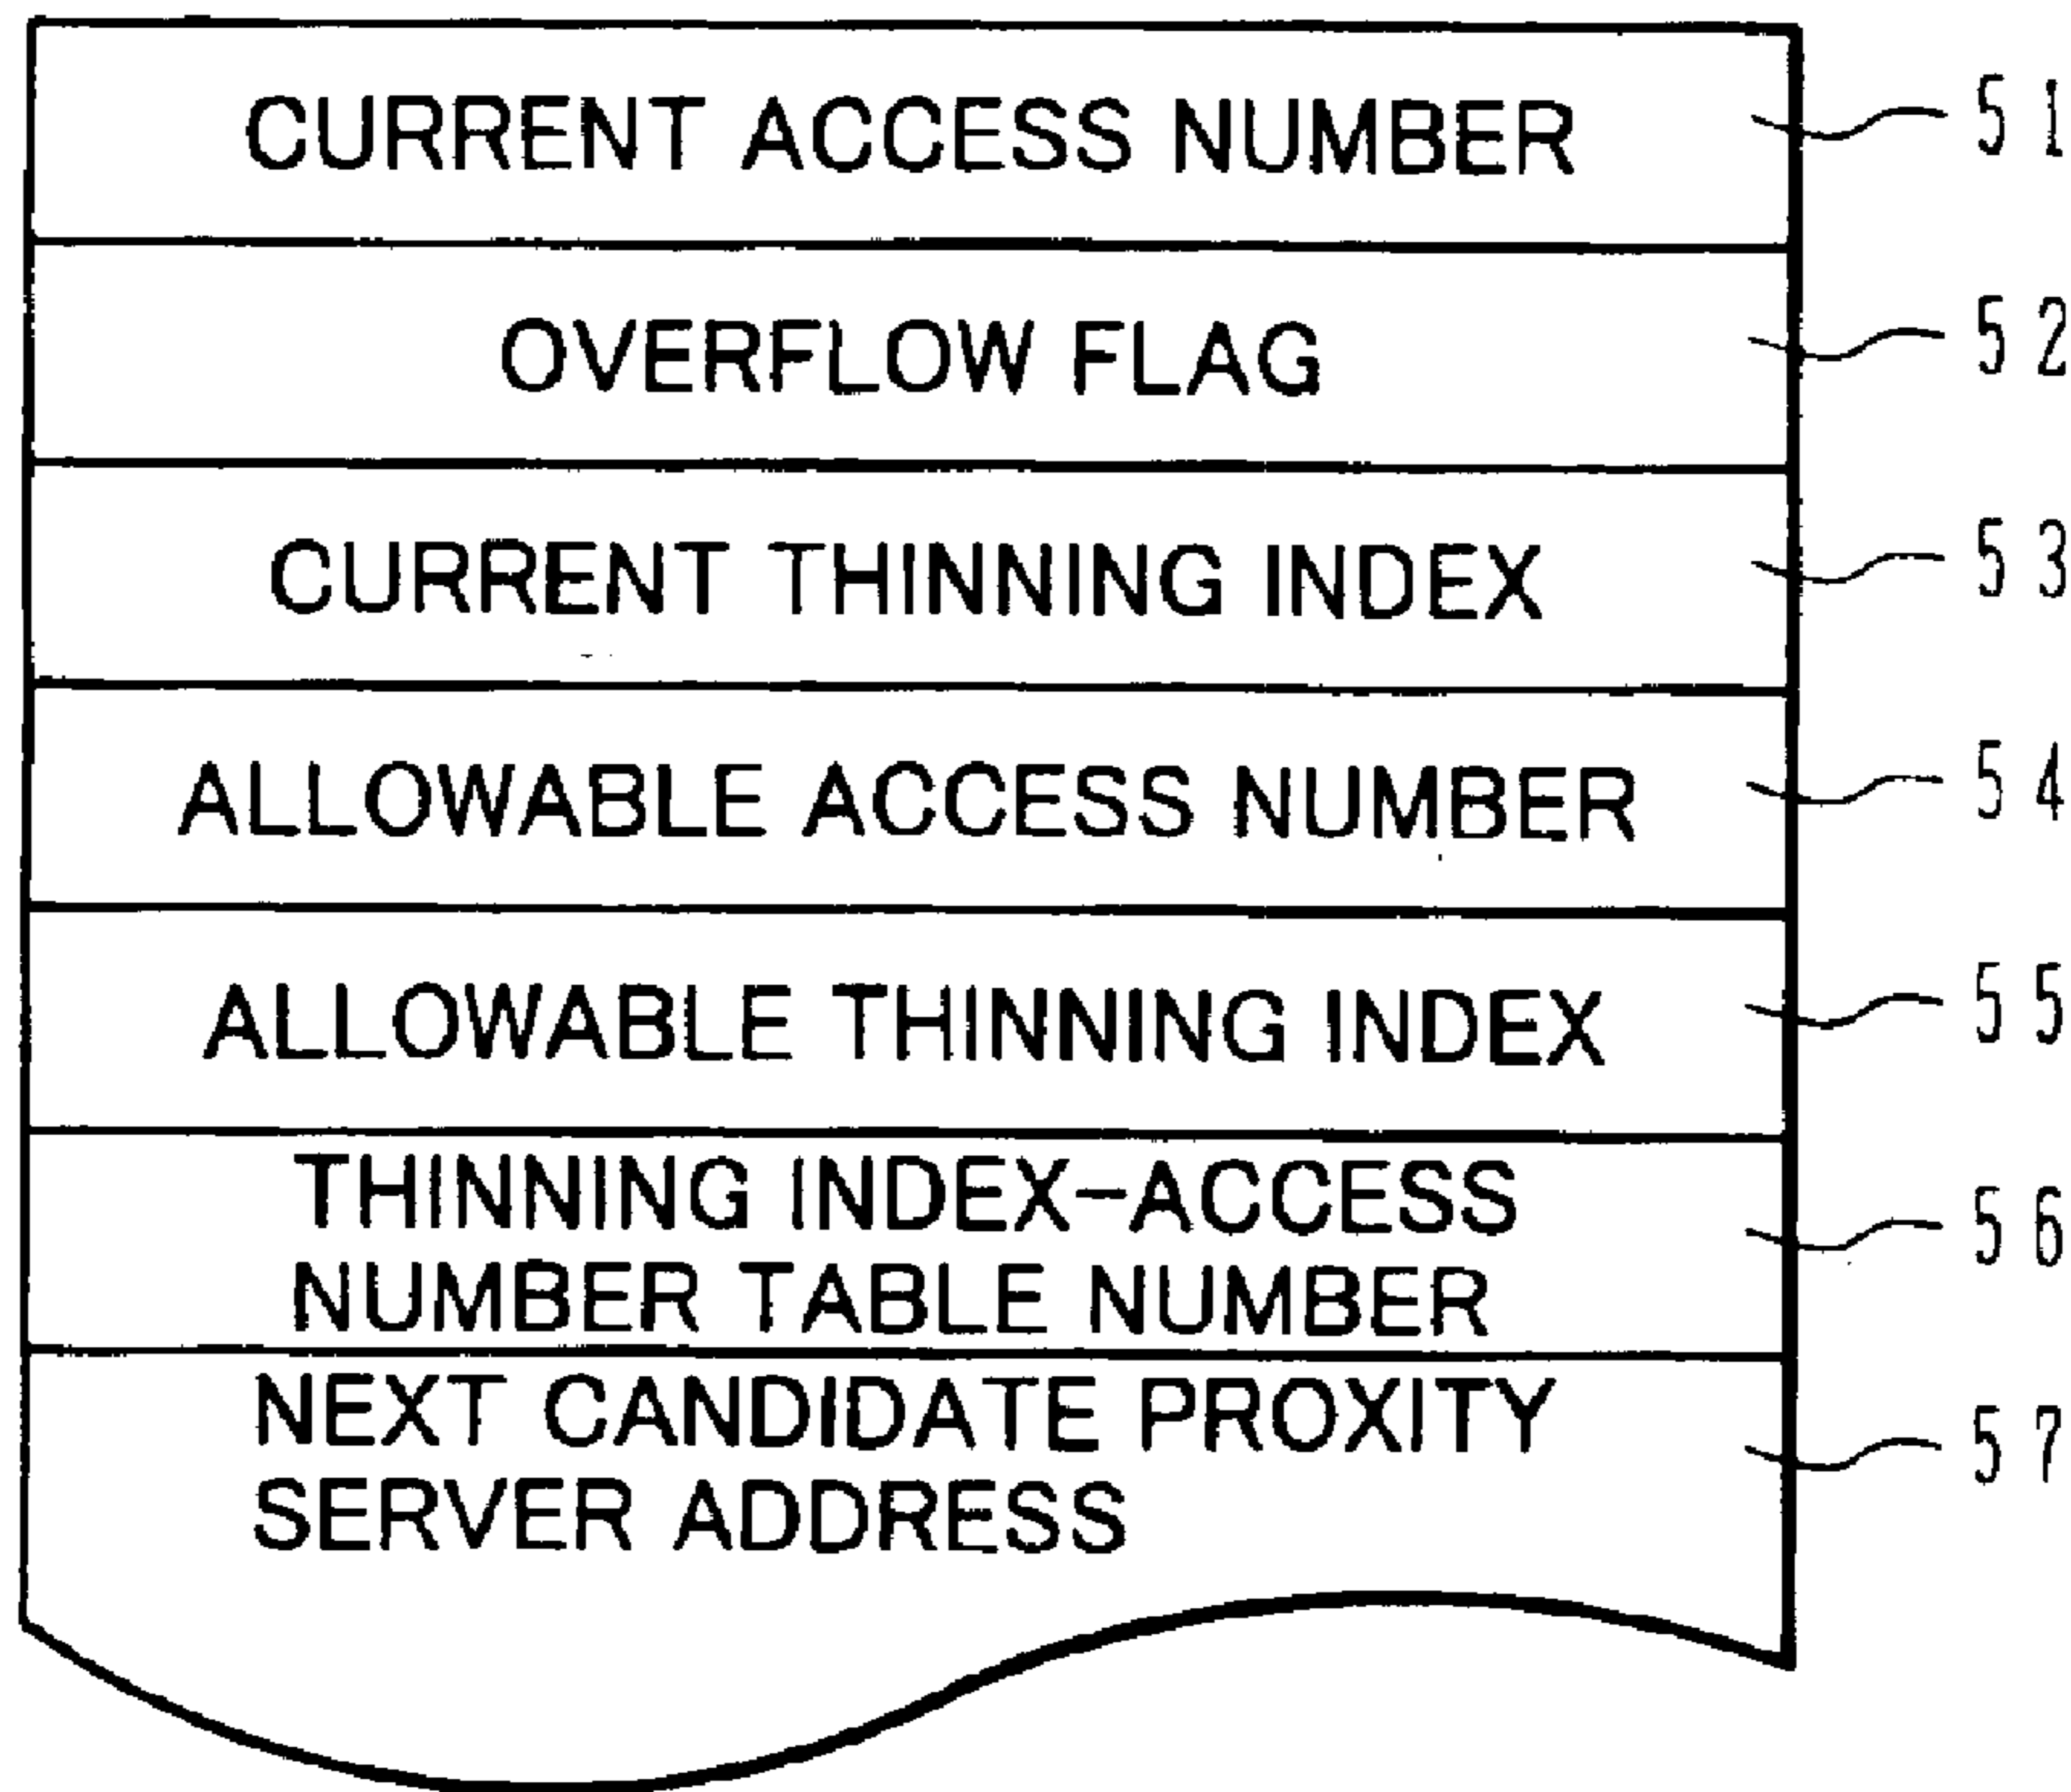 CURRENT ACCESS NUMBER 51
OVERFLOW FLAG 52
CURRENT THINNING INDEX 53
ALLOWABLE ACCESS NUMBER 54
ALLOWABLE THINNING INDEX 55
THINNING INDEX-ACCESS 56
NUMBER TABLE NUMBER
NEXT CANDIDATE PROXITY 57
SERVER ADDRESS